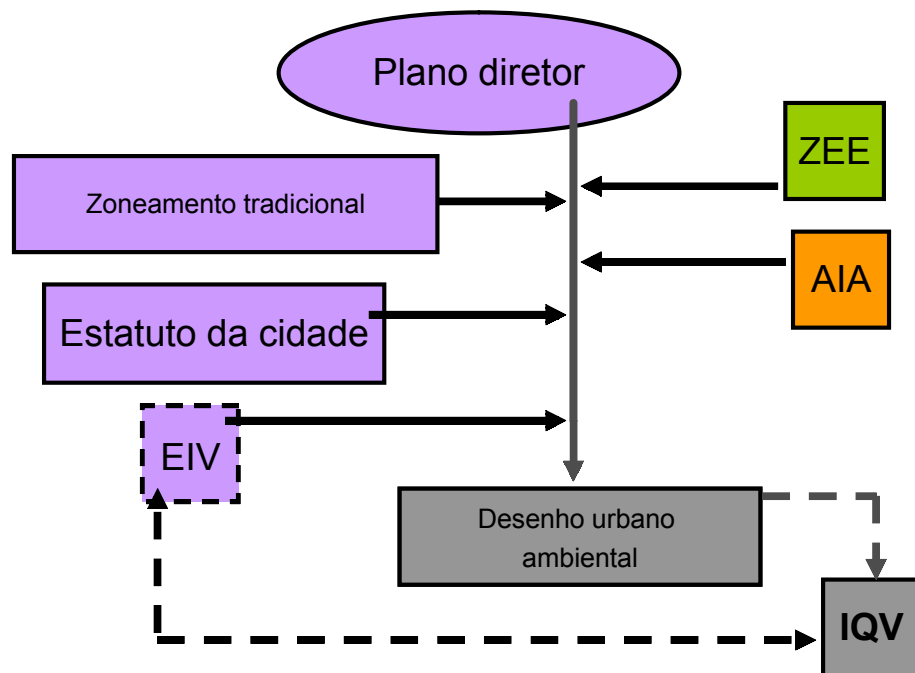 Plano diretor
ZEE
Zoneamento tradicional
AIA
Estatuto da cidade
EIV
Desenho urbano
ambiental
IQV